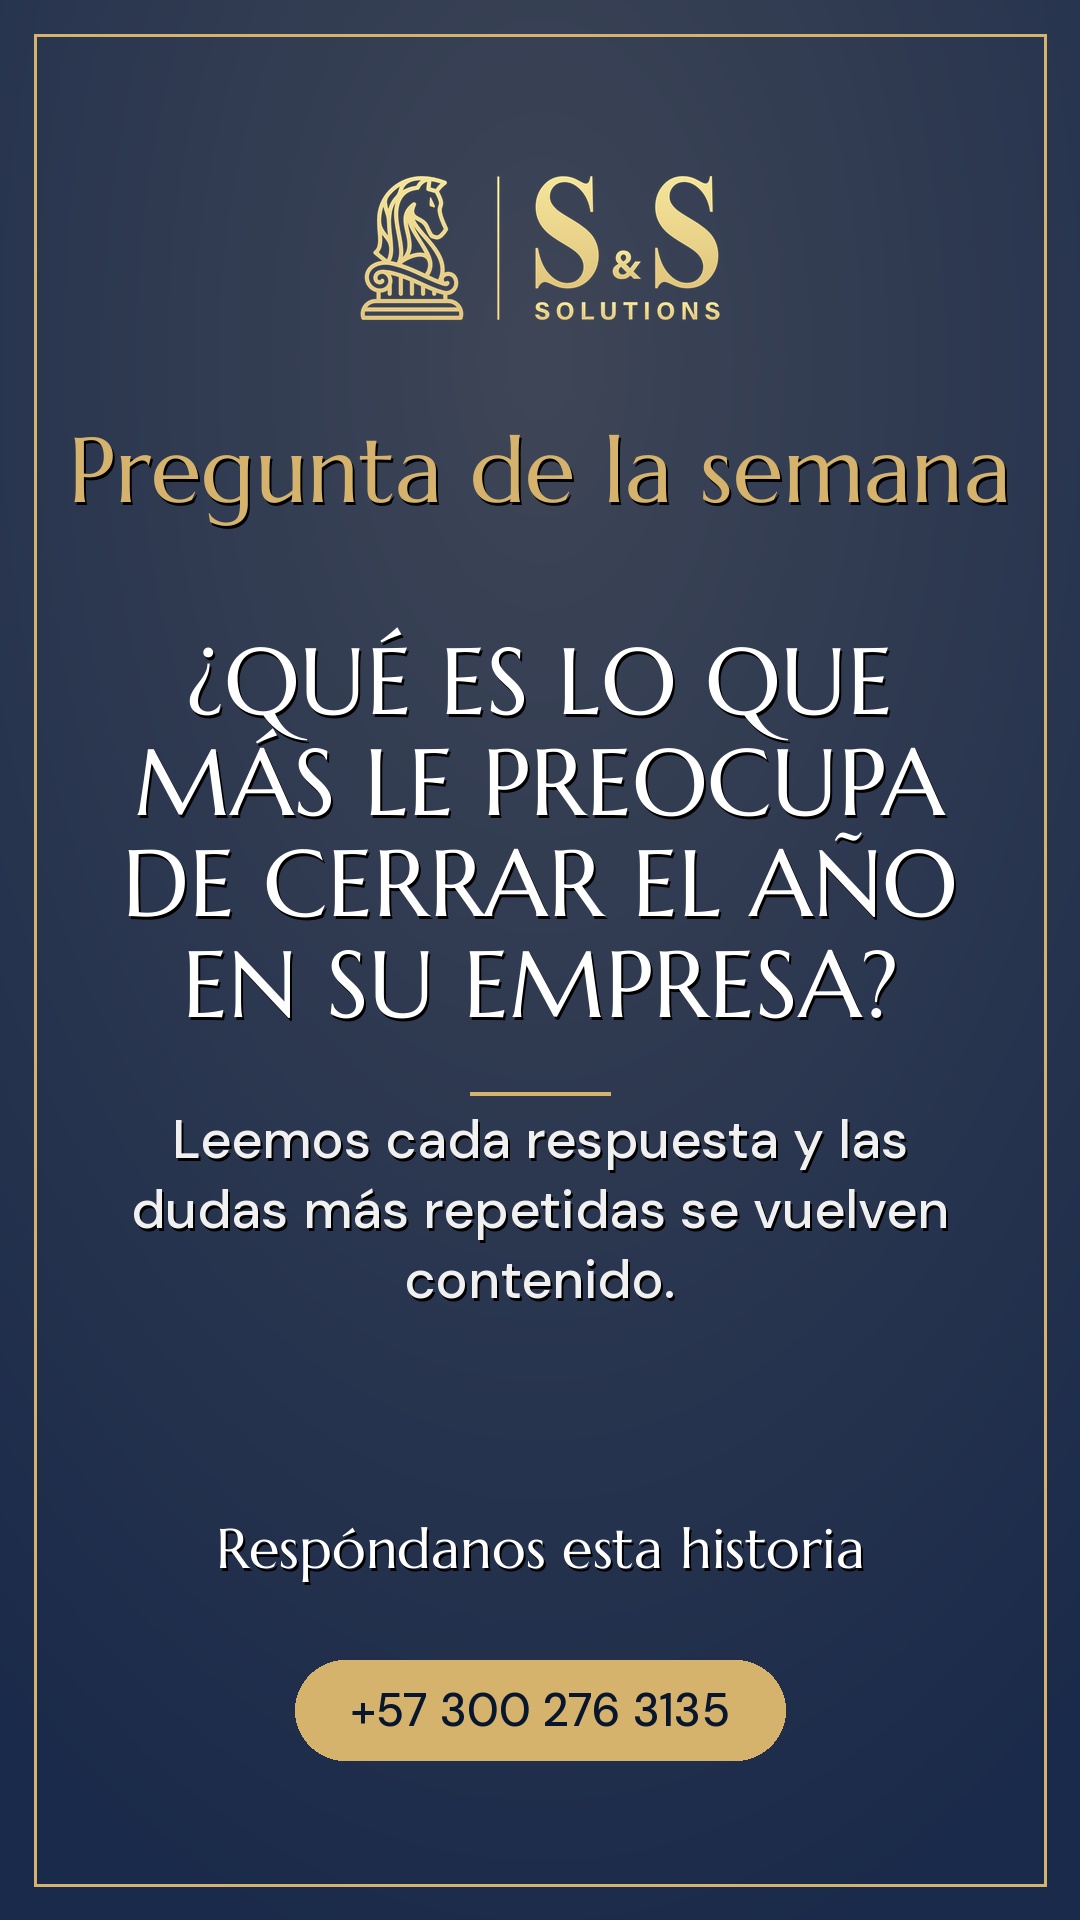 S&S
SOLUTIONS
Pregunta de la semana
¿QUÉ ES LO QUE
MÁS LE PREOCUPA
DE CERRAR EL AÑO
EN SU EMPRESA?
Leemos cada respuesta y las
dudas más repetidas se vuelven
contenido.
Respóndanos esta historia
+57 300 276 3135